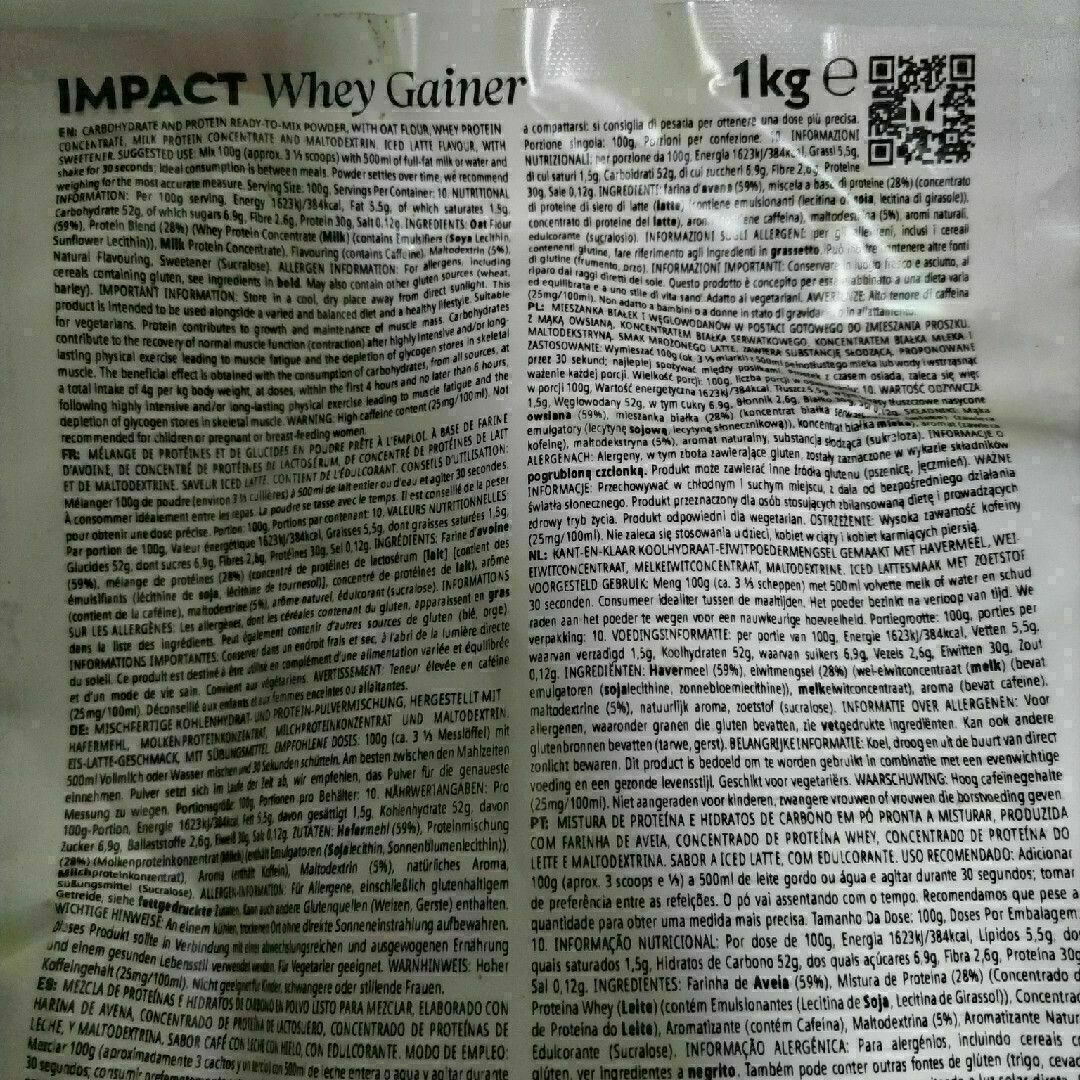 IMPACT Whey Gainer
1kg e
EN: CARBOHYDRATE AND PROTEIN READY-TO-MIX POWDER, WITH OAT FLOUR, WHEY PROTEIN
CONCENTRATE, MILK PROTEIN CONCENTRATE AND MALTODEXTRIN. ICED LATTE FLAVOUR, WITH
SWEETENER. SUGGESTED USE: Mix 100g (approx. 3 ⅓ scoops) with 500ml of full-fat milk or water and
shake for 30 seconds; ideal consumption is between meals. Powder settles over time, we recommend
weighing for the most accurate measure. Serving Size: 100g. Servings Per Container: 10. NUTRITIONAL
INFORMATION: Per 100g serving, Energy 1623kJ/384kcal, Fat 5.5g, of which saturates 1.5g,
Carbohydrate 52g, of which sugars 6.9g, Fibre 2.6g, Protein 30g, Salt 0.12g. INGREDIENTS: Oat Flour
(59%), Protein Blend (28%) (Whey Protein Concentrate (Milk) (contains Emulsifiers (Soya Lecithin,
Sunflower Lecithin)), Milk Protein Concentrate), Flavouring (contains Caffeine), Maltodextrin (5%),
Natural Flavouring, Sweetener (Sucralose). ALLERGEN INFORMATION: For allergens, including
cereals containing gluten, see ingredients in bold. May also contain other gluten sources (wheat,
barley). IMPORTANT INFORMATION: Store in a cool, dry place away from direct sunlight. This
product is intended to be used alongside a varied and balanced diet and a healthy lifestyle. Suitable
for vegetarians. Protein contributes to growth and maintenance of muscle mass. Carbohydrates
contribute to the recovery of normal muscle function (contraction) after highly intensive and/or long-
lasting physical exercise leading to muscle fatigue and the depletion of glycogen stores in skeletal
muscle. The beneficial effect is obtained with the consumption of carbohydrates, from all sources, at
a total intake of 4g per kg body weight, at doses, within the first 4 hours and no later than 6 hours,
following highly intensive and/or long-lasting physical exercise leading to muscle fatigue and the
depletion of glycogen stores in skeletal muscle. WARNING: High caffeine content (25mg/100ml). Not
recommended for children or pregnant or breast-feeding women.
FR: MÉLANGE DE PROTÉINES ET DE GLUCIDES EN POUDRE PRÊTE À L'EMPLOI, À BASE DE FARINE
D'AVOINE, DE CONCENTRÉ DE PROTÉINES DE LACTOSÉRUM, DE CONCENTRÉ DE PROTÉINES DE LAIT
ET DE MALTODEXTRINE. SAVEUR ICED LATTE. CONTIENT DE L'ÉDULCORANT. CONSEILS D'UTILISATION:
Mélanger 100g de poudre (environ 3 ⅓ cuillères) à 500ml de lait entier ou d'eau et agiter 30 secondes.
À consommer idéalement entre les repas. La poudre se tasse avec le temps. Il est conseillé de la peser
pour obtenir une dose précise. Portion: 100g, Portions par contenant: 10. VALEURS NUTRITIONNELLES:
Par portion de 100g, Valeur énergétique 1623kJ/384kcal, Graisses 5,5g, dont graisses saturées 1,5g,
Glucides 52g, dont sucres 6,9g, Fibres 2,6g, Protéines 30g, Sel 0,12g. INGRÉDIENTS: Farine d'avoine
(59%), mélange de protéines (28%) (concentré de protéines de lactosérum (lait) [contient des
émulsifiants (lécithine de soja, lécithine de tournesol)], concentré de protéines de lait), arôme
(contient de la caféine), maltodextrine (5%), arôme naturel, édulcorant (sucralose). INFORMATIONS
SUR LES ALLERGÈNES: Les allergènes, dont les céréales contenant du gluten, apparaissent en gras
dans la liste des ingrédients. Peut également contenir d'autres sources de gluten (blé, orge).
INFORMATIONS IMPORTANTES: Conserver dans un endroit frais et sec, à l'abri de la lumière directe
du soleil. Ce produit est destiné à être utilisé en complément d'une alimentation variée et équilibrée
et d'un mode de vie sain. Convient aux végétariens. AVERTISSEMENT: Teneur élevée en caféine
(25mg/100ml). Déconseillé aux enfants et aux femmes enceintes ou allaitantes.
DE: MISCHFERTIGE KOHLENHYDRAT- UND PROTEIN-PULVERMISCHUNG, HERGESTELLT MIT
HAFERMEHL, MOLKENPROTEINKONZENTRAT, MILCHPROTEINKONZENTRAT UND MALTODEXTRIN.
EIS-LATTE-GESCHMACK, MIT SÜßUNGSMITTEL. EMPFOHLENE DOSIS: 100g (ca. 3 ⅓ Messlöffel) mit
500ml Vollmilch oder Wasser mischen und 30 Sekunden schütteln. Am besten zwischen den Mahlzeiten
einnehmen. Pulver setzt sich im Laufe der Zeit ab, wir empfehlen, das Pulver für die genaueste
Messung zu wiegen. Portionsgröße: 100g, Portionen pro Behälter: 10. NÄHRWERTANGABEN: Pro
100g-Portion, Energie 1623kJ/384kcal, Fett 5,5g, davon gesättigt 1,5g, Kohlenhydrate 52g, davon
Zucker 6,9g, Ballaststoffe 2,6g, Eiweiß 30g, Salz 0,12g. ZUTATEN: Hafermehl (59%), Proteinmischung
(28%) (Molkenproteinkonzentrat (Milch) (enthält Emulgatoren (Sojalecithin, Sonnenblumenlecithin)),
Milchproteinkonzentrat), Aroma (enthält Koffein), Maltodextrin (5%), natürliches Aroma,
Süßungsmittel (Sucralose). ALLERGEN-INFORMATION: Für Allergene, einschließlich glutenhaltigem
Getreide, siehe fettgedruckte Zutaten. Kann auch andere Glutenquellen (Weizen, Gerste) enthalten.
WICHTIGE HINWEISE: An einem kühlen, trockenen Ort ohne direkte Sonneneinstrahlung aufbewahren.
Dieses Produkt sollte in Verbindung mit einer abwechslungsreichen und ausgewogenen Ernährung
und einem gesunden Lebensstil verwendet werden. Für Vegetarier geeignet. WARNHINWEIS: Hoher
Koffeingehalt (25mg/100ml). Nicht geeignet für Kinder, schwangere oder stillende Frauen.
ES: MEZCLA DE PROTEÍNAS E HIDRATOS DE CARBONO EN POLVO LISTO PARA MEZCLAR, ELABORADO CON
HARINA DE AVENA, CONCENTRADO DE PROTEÍNA DE LACTOSUERO, CONCENTRADO DE PROTEÍNAS DE
LECHE, Y MALTODEXTRINA, SABOR CAFÉ CON LECHE CON HIELO, CON EDULCORANTE. MODO DE EMPLEO:
Mezclar 100g (aproximadamente 3 cacitos y un tercio) con 500ml de leche entera o agua y agitar durante
30 segundos; consumir preferentemente
a compattarsi: si consiglia di pesarla per ottenere una dose più precisa.
Porzione singola: 100g, Porzioni per confezione: 10. INFORMAZIONI
NUTRIZIONALI: per porzione da 100g, Energia 1623kJ/384kcal, Grassi 5,5g,
di cui saturi 1,5g, Carboidrati 52g, di cui zuccheri 6,9g, Fibre 2,6g, Proteine
30g, Sale 0,12g. INGREDIENTI: farina d'avena (59%), miscela a base di proteine (28%) (concentrato
di proteine di siero di latte (latte, contiene emulsionanti (lecitina di soia, lecitina di girasole)),
concentrato di proteine del latte), aroma caffeina), maltodestrina (5%), aromi naturali,
edulcorante (sucralosio). INFORMAZIONI SUGLI ALLERGENI: per gli allergeni, inclusi i cereali
contenenti glutine, fare riferimento agli ingredienti in grassetto. Può inoltre contenere altre fonti
di glutine (frumento, orzo). INFORMAZIONI IMPORTANTI: Conservare in luogo fresco e asciutto, al
riparo dai raggi diretti del sole. Questo prodotto è concepito per essere abbinato a una dieta varia
ed equilibrata e a uno stile di vita sano. Adatto ai vegetariani. AVVERTENZE: Alto tenore di caffeina
(25mg/100ml). Non adatto a bambini o a donne in stato di gravidanza o in allattamento.
PL: MIESZANKA BIAŁEK I WĘGLOWODANÓW W POSTACI GOTOWEGO DO ZMIESZANIA PROSZKU,
Z MĄKĄ OWSIANĄ, KONCENTRATEM BIAŁKA SERWATKOWEGO, KONCENTRATEM BIAŁKA MLEKA I
MALTODEKSTRYNĄ. SMAK MROŻONEGO LATTE, ZAWIERA SUBSTANCJĘ SŁODZĄCĄ. PROPONOWANE
ZASTOSOWANIE: Wymieszać 100g (ok. 3 ⅓ miarki) z 500ml pełnotłustego mleka lub wody i wstrząsnąć
przez 30 sekund; najlepiej spożywać między posiłkami. z czasem osiada, zaleca się więc
ważenie każdej porcji. Wielkość porcji: 100g, liczba porcji w 10. WARTOŚĆ ODŻYWCZA:
w porcji 100g, Wartość energetyczna 1623kJ/384kcal, Tłuszcz 5,5g, kwasy tłuszczowe nasycone
1,5g, Węglowodany 52g, w tym cukry 6,9g, Błonnik 2,6g, Białko SKŁADNIKI: Mąka
owsiana (59%), mieszanka białka (28%) (koncentrat białka
emulgatory (lecytynę sojową, lecytynę słonecznikową)), koncentrat białka mleka), aromat (zawiera
kofeinę), maltodekstryna (5%), aromat naturalny, substancja słodząca (sukraloza). INFORMACJE O
ALERGENACH: Alergeny, w tym zboża zawierające gluten, zostały zaznaczone w wykazie składników
pogrubioną czcionką. Produkt może zawierać inne źródła glutenu (pszenicę, jęczmień). WAŻNE
INFORMACJE: Przechowywać w chłodnym i suchym miejscu, z dala od bezpośredniego działania
światła słonecznego. Produkt przeznaczony dla osób stosujących zbilansowaną dietę i prowadzących
zdrowy tryb życia. Produkt odpowiedni dla wegetarian. OSTRZEŻENIE: Wysoka zawartość kofeiny
(25mg/100ml). Nie zaleca się stosowania u dzieci, kobiet w ciąży i kobiet karmiących piersią.
NL: KANT-EN-KLAAR KOOLHYDRAAT-EIWITPOEDERMENGSEL GEMAAKT MET HAVERMEEL, WEI-
EIWITCONCENTRAAT, MELKEIWITCONCENTRAAT, MALTODEXTRINE. ICED LATTESMAAK MET ZOETSTOF
VOORGESTELD GEBRUIK: Meng 100g (ca. 3 ⅓ scheppen) met 500ml volvette melk of water en schud
30 seconden. Consumeer idealiter tussen de maaltijden. Het poeder bezinkt na verloop van tijd. We
raden aan het poeder te wegen voor een nauwkeurige hoeveelheid. Portiegrootte: 100g, porties per
verpakking: 10. VOEDINGSINFORMATIE: per portie van 100g, Energie 1623kJ/384kcal, Vetten 5,5g,
waarvan verzadigd 1,5g, Koolhydraten 52g, waarvan suikers 6,9g, Vezels 2,6g, Eiwitten 30g, Zout
0,12g. INGREDIËNTEN: Havermeel (59%), eiwitmengsel (28%) (wei-eiwitconcentraat (melk) (bevat
emulgatoren (sojalecithine, zonnebloemlecithine)), melkeiwitconcentraat), aroma (bevat cafeïne),
maltodextrine (5%), natuurlijk aroma, zoetstof (sucralose). INFORMATIE OVER ALLERGENEN: Voor
allergenen, waaronder granen die gluten bevatten, zie vetgedrukte ingrediënten. Kan ook andere
glutenbronnen bevatten (tarwe, gerst). BELANGRIJKE INFORMATIE: Koel, droog en uit de buurt van direct
zonlicht bewaren. Dit product is bedoeld om te worden gebruikt in combinatie met een evenwichtige
voeding en een gezonde levensstijl. Geschikt voor vegetariërs. WAARSCHUWING: Hoog cafeïnegehalte
(25mg/100ml). Niet aangeraden voor kinderen, zwangere vrouwen of vrouwen die borstvoeding geven.
PT: MISTURA DE PROTEÍNA E HIDRATOS DE CARBONO EM PÓ PRONTA A MISTURAR, PRODUZIDA
COM FARINHA DE AVEIA, CONCENTRADO DE PROTEÍNA WHEY, CONCENTRADO DE PROTEÍNA DO
LEITE E MALTODEXTRINA. SABOR A ICED LATTE, COM EDULCORANTE. USO RECOMENDADO: Adicionar
100g (aprox. 3 scoops e ⅓) a 500ml de leite gordo ou água e agitar durante 30 segundos; tomar
de preferência entre as refeições. O pó vai assentando com o tempo. Recomendamos que pese a
quantidade para obter uma medida mais precisa. Tamanho Da Dose: 100g, Doses Por Embalagem
10. INFORMAÇÃO NUTRICIONAL: Por dose de 100g, Energia 1623kJ/384kcal, Lípidos 5,5g, dos
quais saturados 1,5g, Hidratos de Carbono 52g, dos quais açúcares 6,9g, Fibra 2,6g, Proteína 30g
Sal 0,12g. INGREDIENTES: Farinha de Aveia (59%), Mistura de Proteína (28%) (Concentrado d
Proteína Whey (Leite) (contém Emulsionantes (Lecitina de Soja, Lecitina de Girassol)), Concentrad
de Proteína do Leite), Aromatizante (contém Cafeína), Maltodextrina (5%), Aromatizante Natur
Edulcorante (Sucralose). INFORMAÇÃO ALERGÉNICA: Para alergénios, incluindo cereais c
glúten, ver ingredientes a negrito. Também pode conter outras fontes de glúten (trigo, ceva